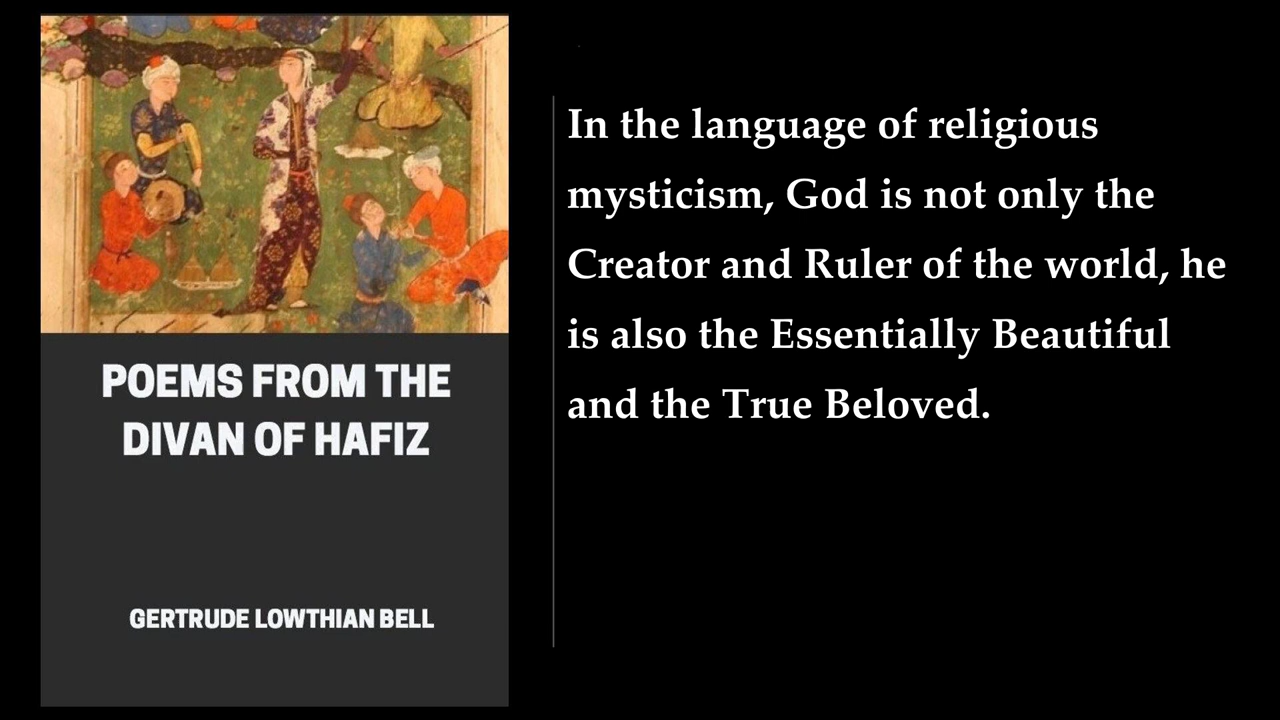 POEMS FROM THE
DIVAN OF HAFIZ
GERTRUDE LOWTHIAN BELL
In the language of religious
mysticism, God is not only the
Creator and Ruler of the world, he
is also the Essentially Beautiful
and the True Beloved.